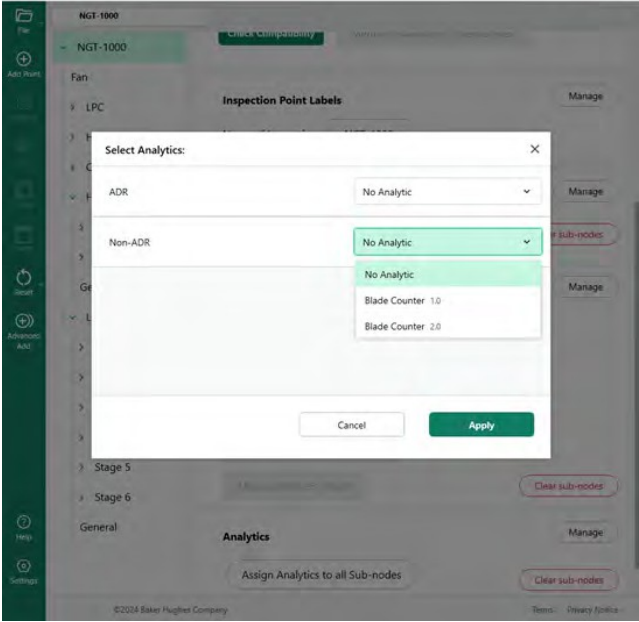 NGT-1000
File
NGT-1000
Check Compatibility
Add Point
Fan
LPC
Inspection Point Labels
Manage
Select Analytics:
ADR
No Analytic
Manage
Non-ADR
No Analytic
No Analytic
Manage
Reset
Blade Counter 1.0
Blade Counter 2.0
Advanced
Add
Cancel
Apply
Stage 5
Clear sub-nodes
Stage 6
General
Help
Analytics
Manage
Assign Analytics to all Sub-nodes
Clear sub-nodes
Settings
©2024 Baker Hughes Company
Terms
Privacy Notice